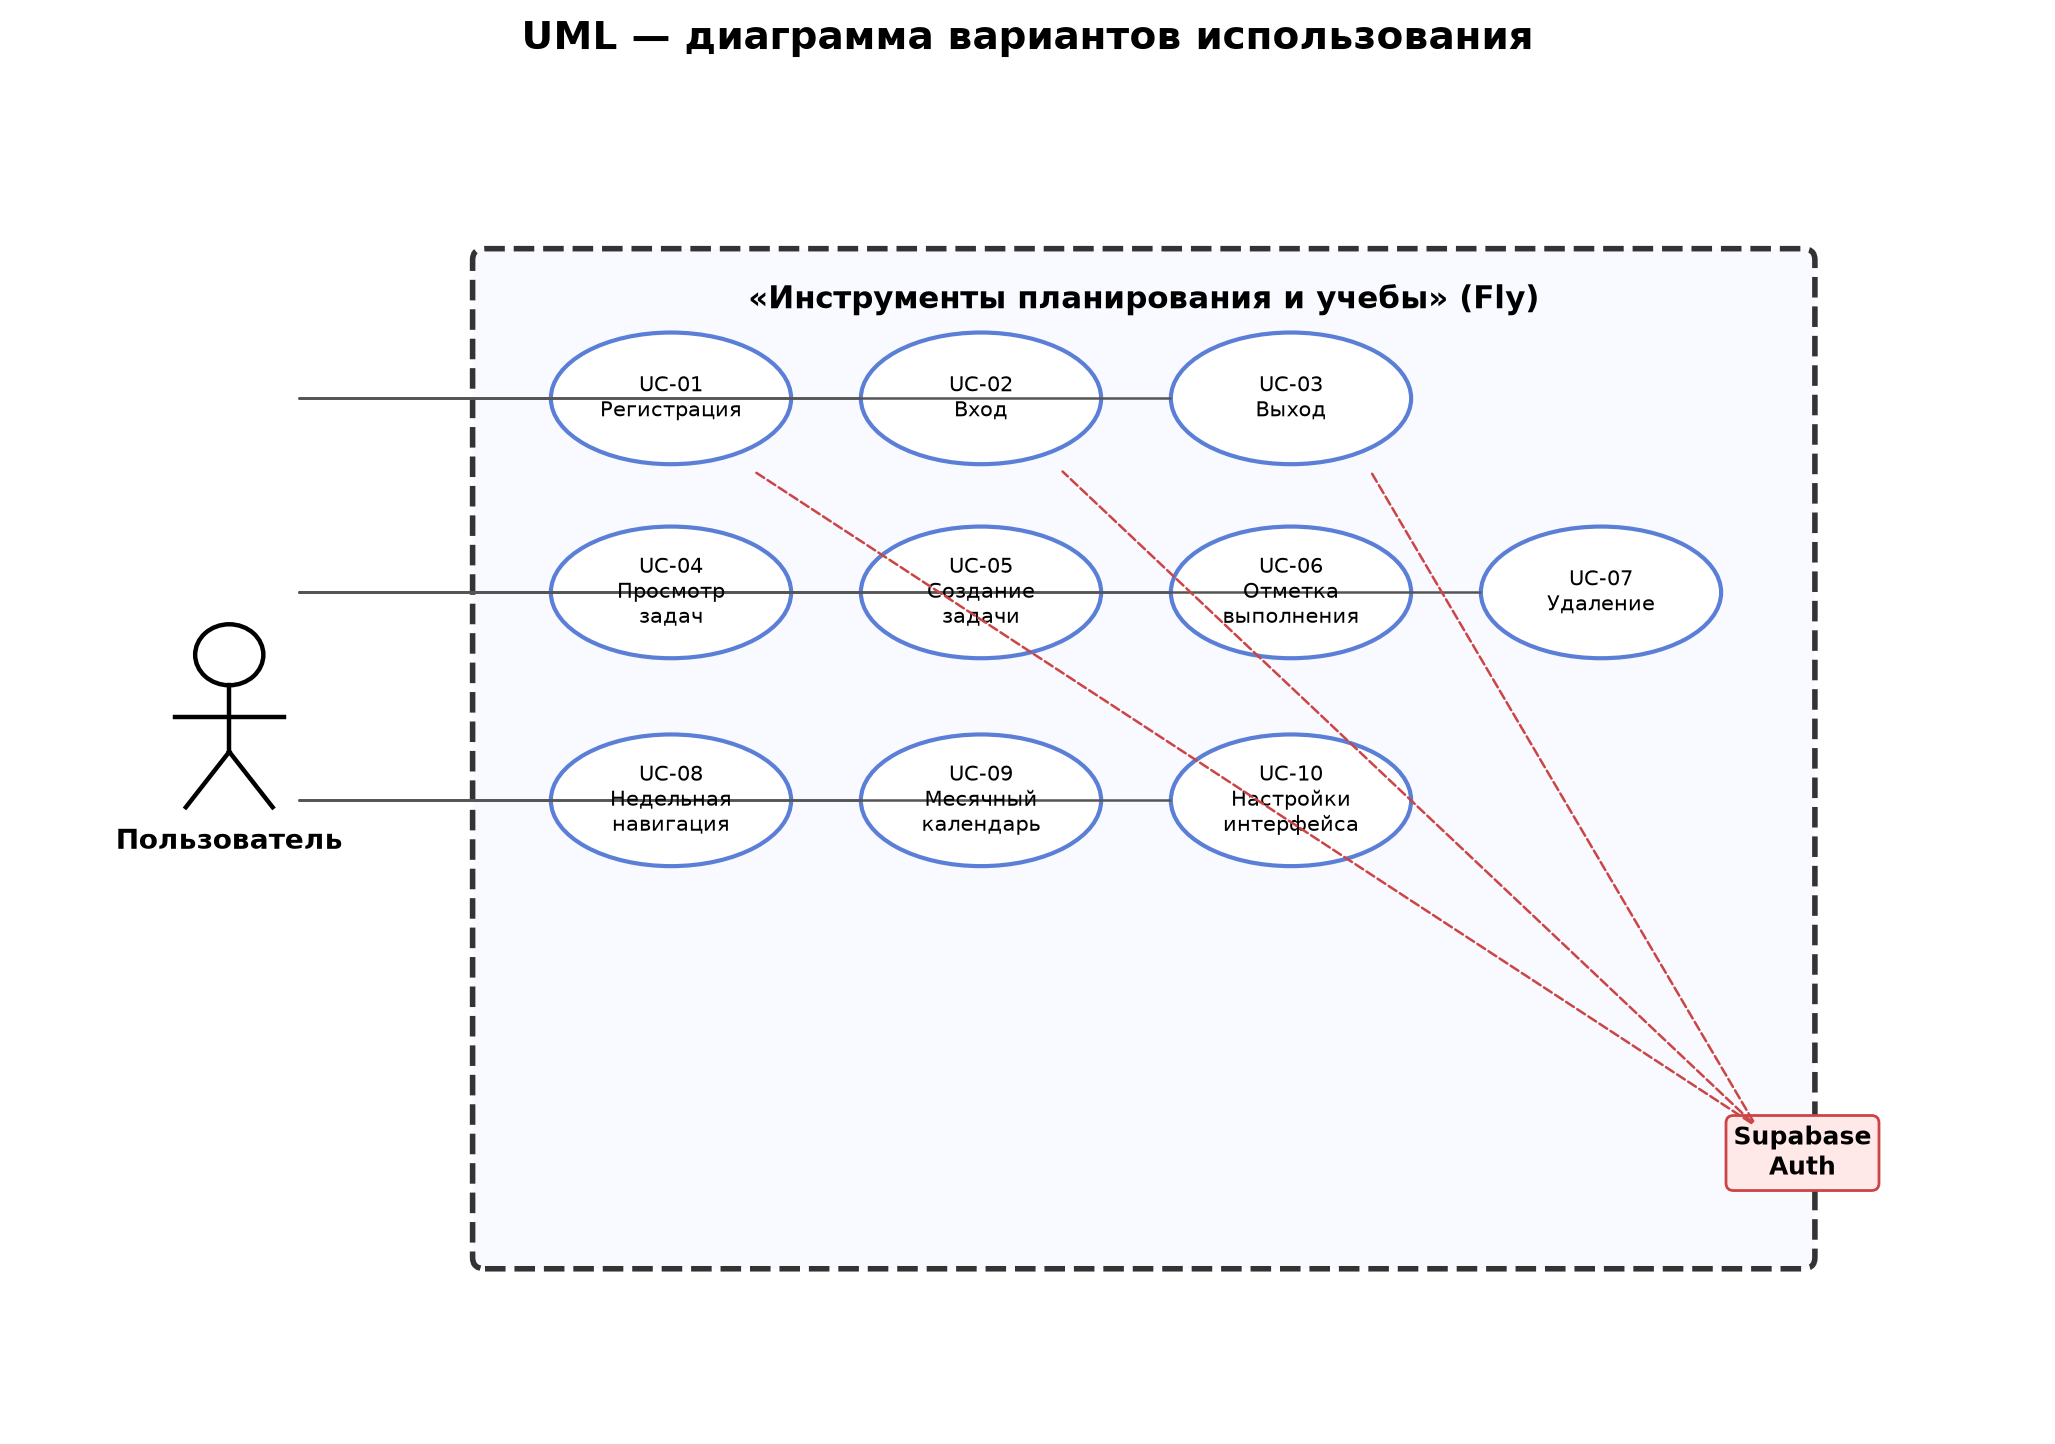 UML — диаграмма вариантов использования
«Инструменты планирования и учебы» (Fly)
UC-01
Регистрация
UC-02
Вход
UC-03
Выход
UC-04
Просмотр
задач
UC-05
Создание
задачи
UC-06
Отметка
выполнения
UC-07
Удаление
UC-08
Недельная
навигация
UC-09
Месячный
календарь
UC-10
Настройки
интерфейса
Пользователь
Supabase
Auth